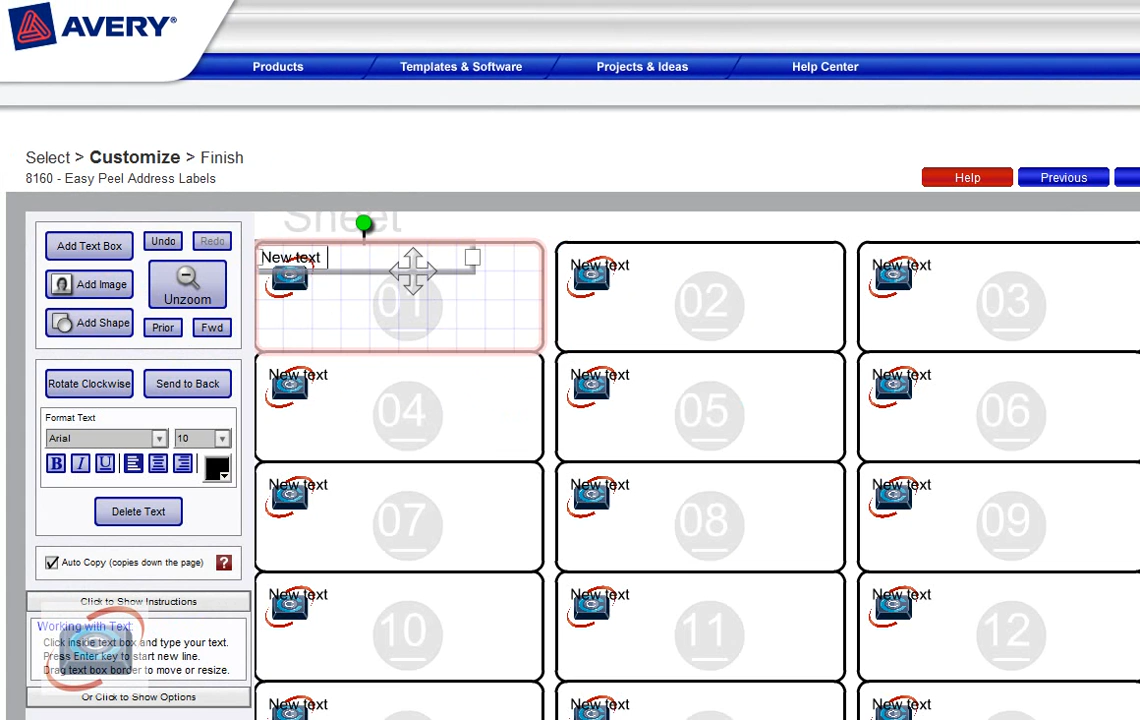 AVERY®
Products
Templates & Software
Projects & Ideas
Help Center
Select > Customize > Finish
8160 - Easy Peel Address Labels
Help
Previous
Sheet
Add Text Box
Undo
Redo
Add Image
Unzoom
Add Shape
Prior
Fwd
Rotate Clockwise
Send to Back
Format Text
Arial
10
B
I
U
Delete Text
Auto Copy (copies down the page)
?
Click to Show Instructions
Working with Text:
Click inside text box and type your text.
Press Enter key to start new line.
Drag text box border to move or resize.
Or Click to Show Options
New text
01
New text
02
New text
03
New text
04
New text
05
New text
06
New text
07
New text
08
New text
09
New text
10
New text
11
New text
12
New text
New text
New text